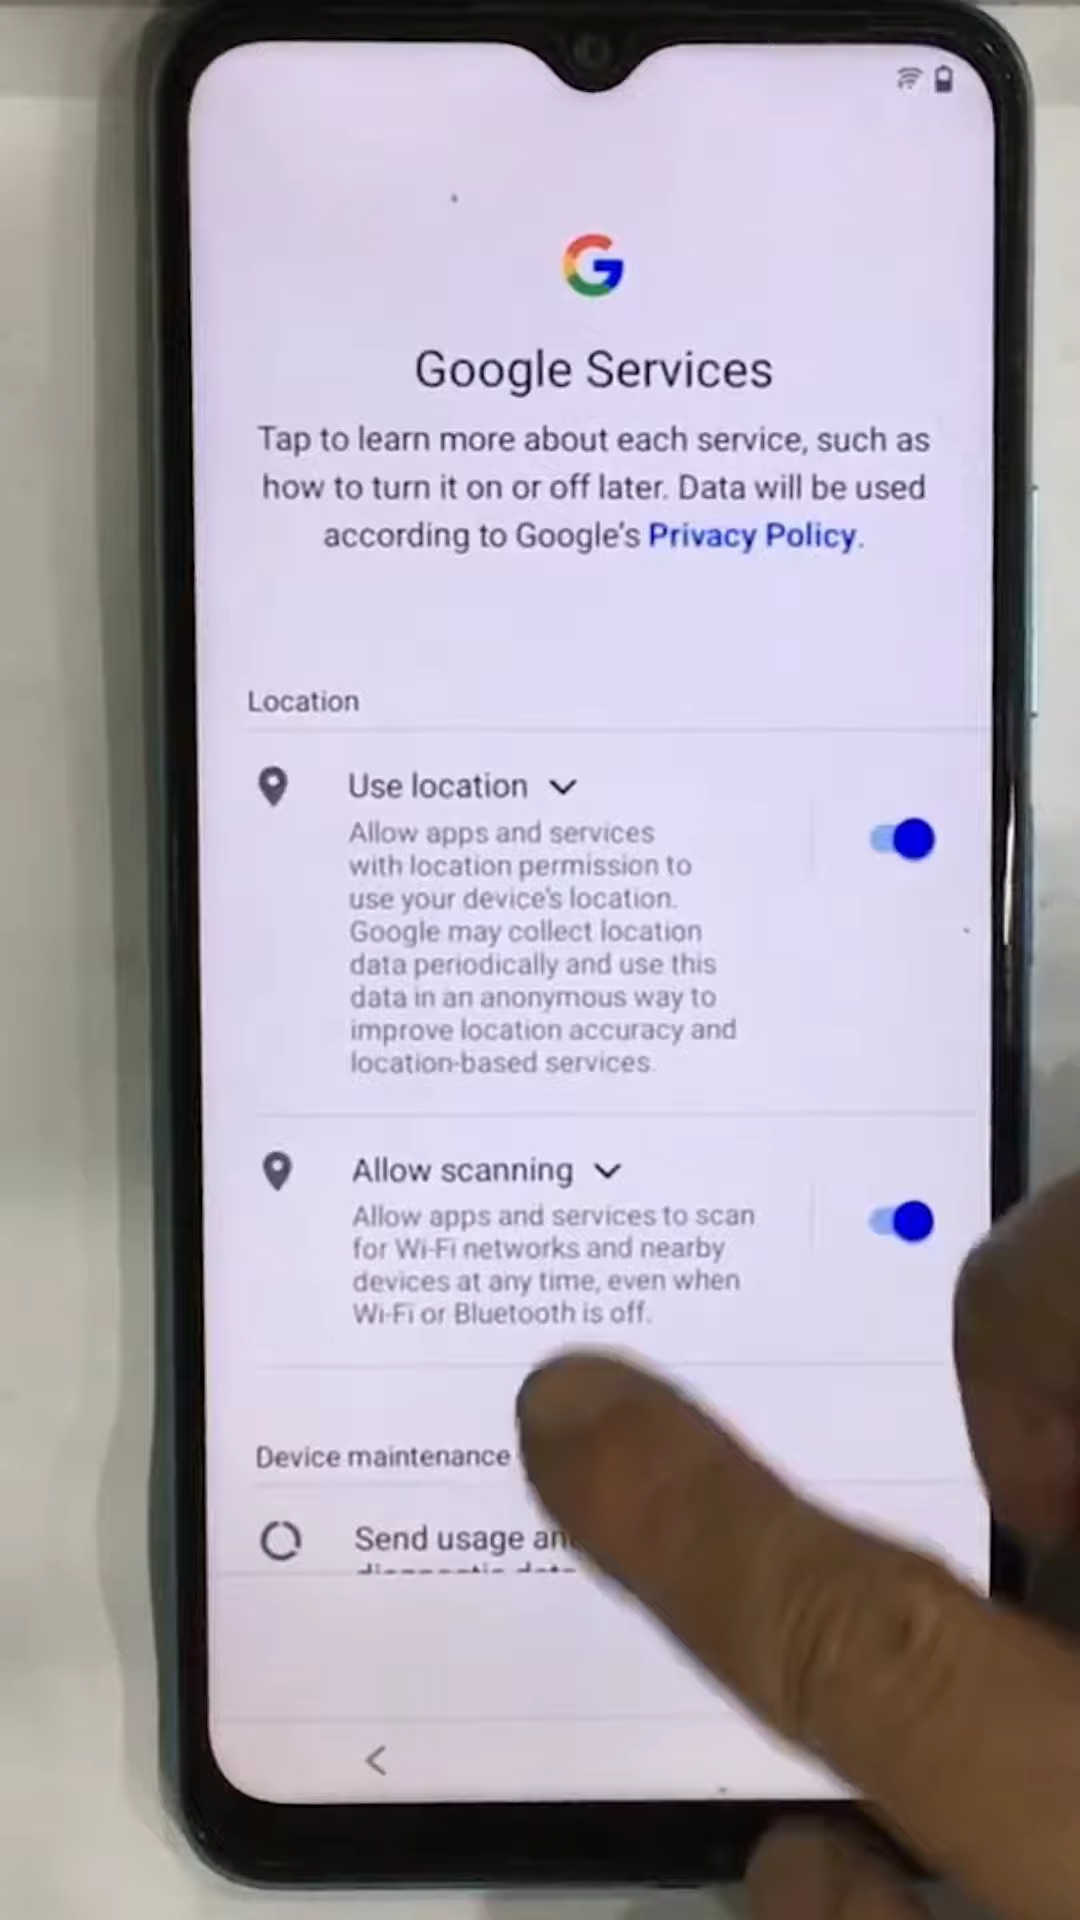 Google Services
Tap to learn more about each service, such as
how to turn it on or off later. Data will be used
according to Google's Privacy Policy.
Location
Use location
Allow apps and services
with location permission to
use your device's location.
Google may collect location
data periodically and use this
data in an anonymous way to
improve location accuracy and
location-based services.
Allow scanning
Allow apps and services to scan
for Wi-Fi networks and nearby
devices at any time, even when
Wi-Fi or Bluetooth is off.
Device maintenance
Send usage an